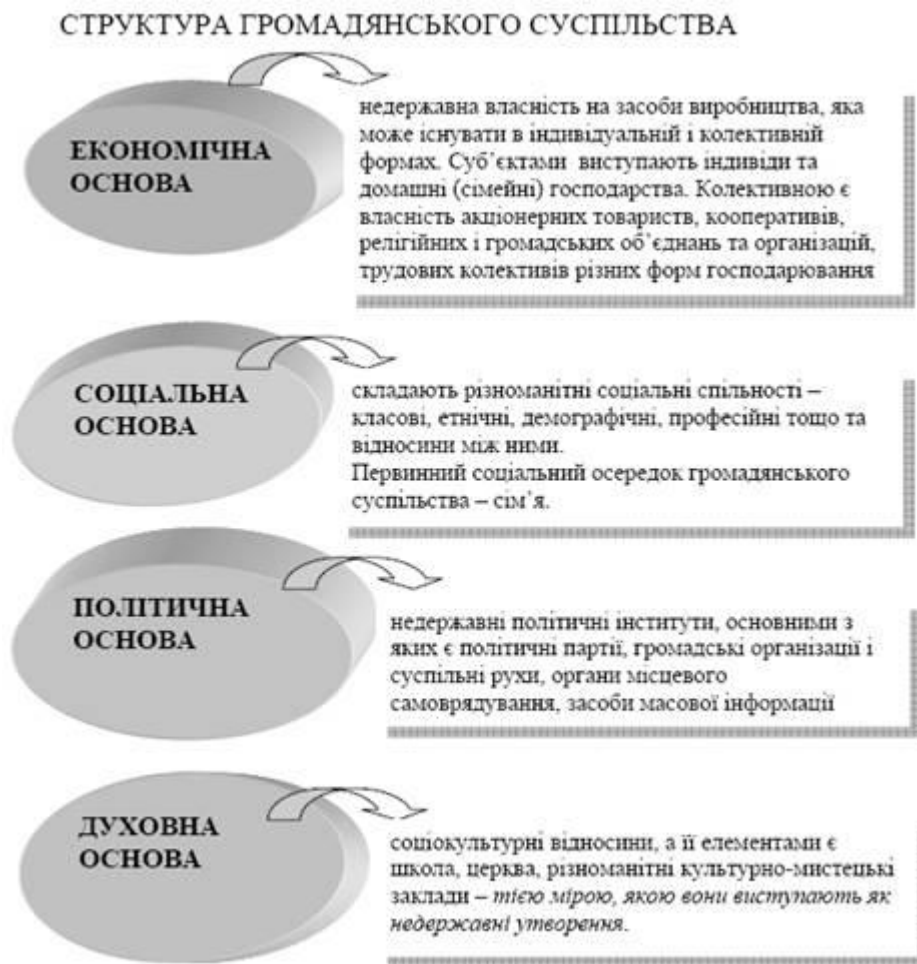 СТРУКТУРА ГРОМАДЯНСЬКОГО СУСПІЛЬСТВА
ЕКОНОМІЧНА
ОСНОВА
недержавна власність на засоби виробництва, яка
може існувати в індивідуальній і колективній
формах. Суб’єктами виступають індивіди та
домашні (сімейні) господарства. Колективною є
власність акціонерних товариств, кооперативів,
релігійних і громадських об’єднань та організацій,
трудових колективів різних форм господарювання
СОЦІАЛЬНА
ОСНОВА
складають різноманітні соціальні спільності –
класові, етнічні, демографічні, професійні тощо та
відносини між ними.
Первинний соціальний осередок громадянського
суспільства – сім’я.
ПОЛІТИЧНА
ОСНОВА
недержавні політичні інститути, основними з
яких є політичні партії, громадські організації і
суспільні рухи, органи місцевого
самоврядування, засоби масової інформації
ДУХОВНА
ОСНОВА
соціокультурні відносини, а її елементами є
школа, церква, різноманітні культурно-мистецькі
заклади – тією мірою, якою вони виступають як
недержавні утворення.